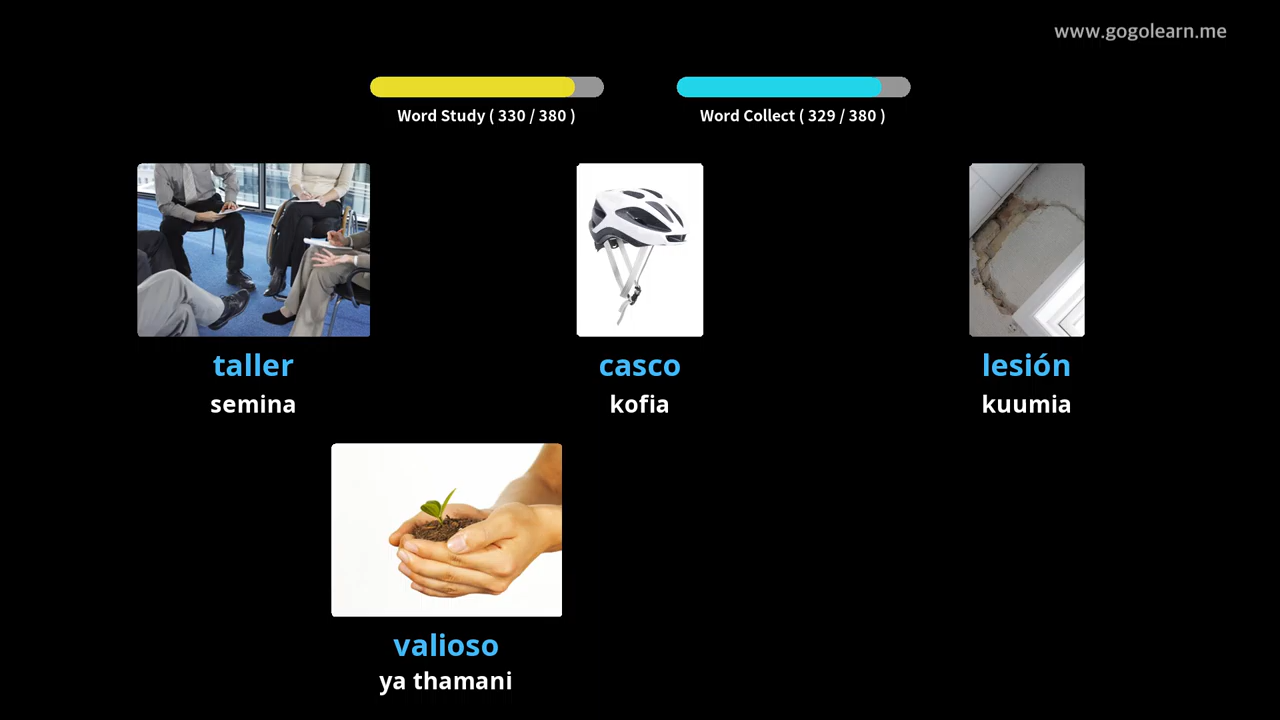 www.gogolearn.me
Word Study ( 330 / 380 )
Word Collect ( 329 / 380 )
taller
semina
casco
kofia
lesión
kuumia
valioso
ya thamani